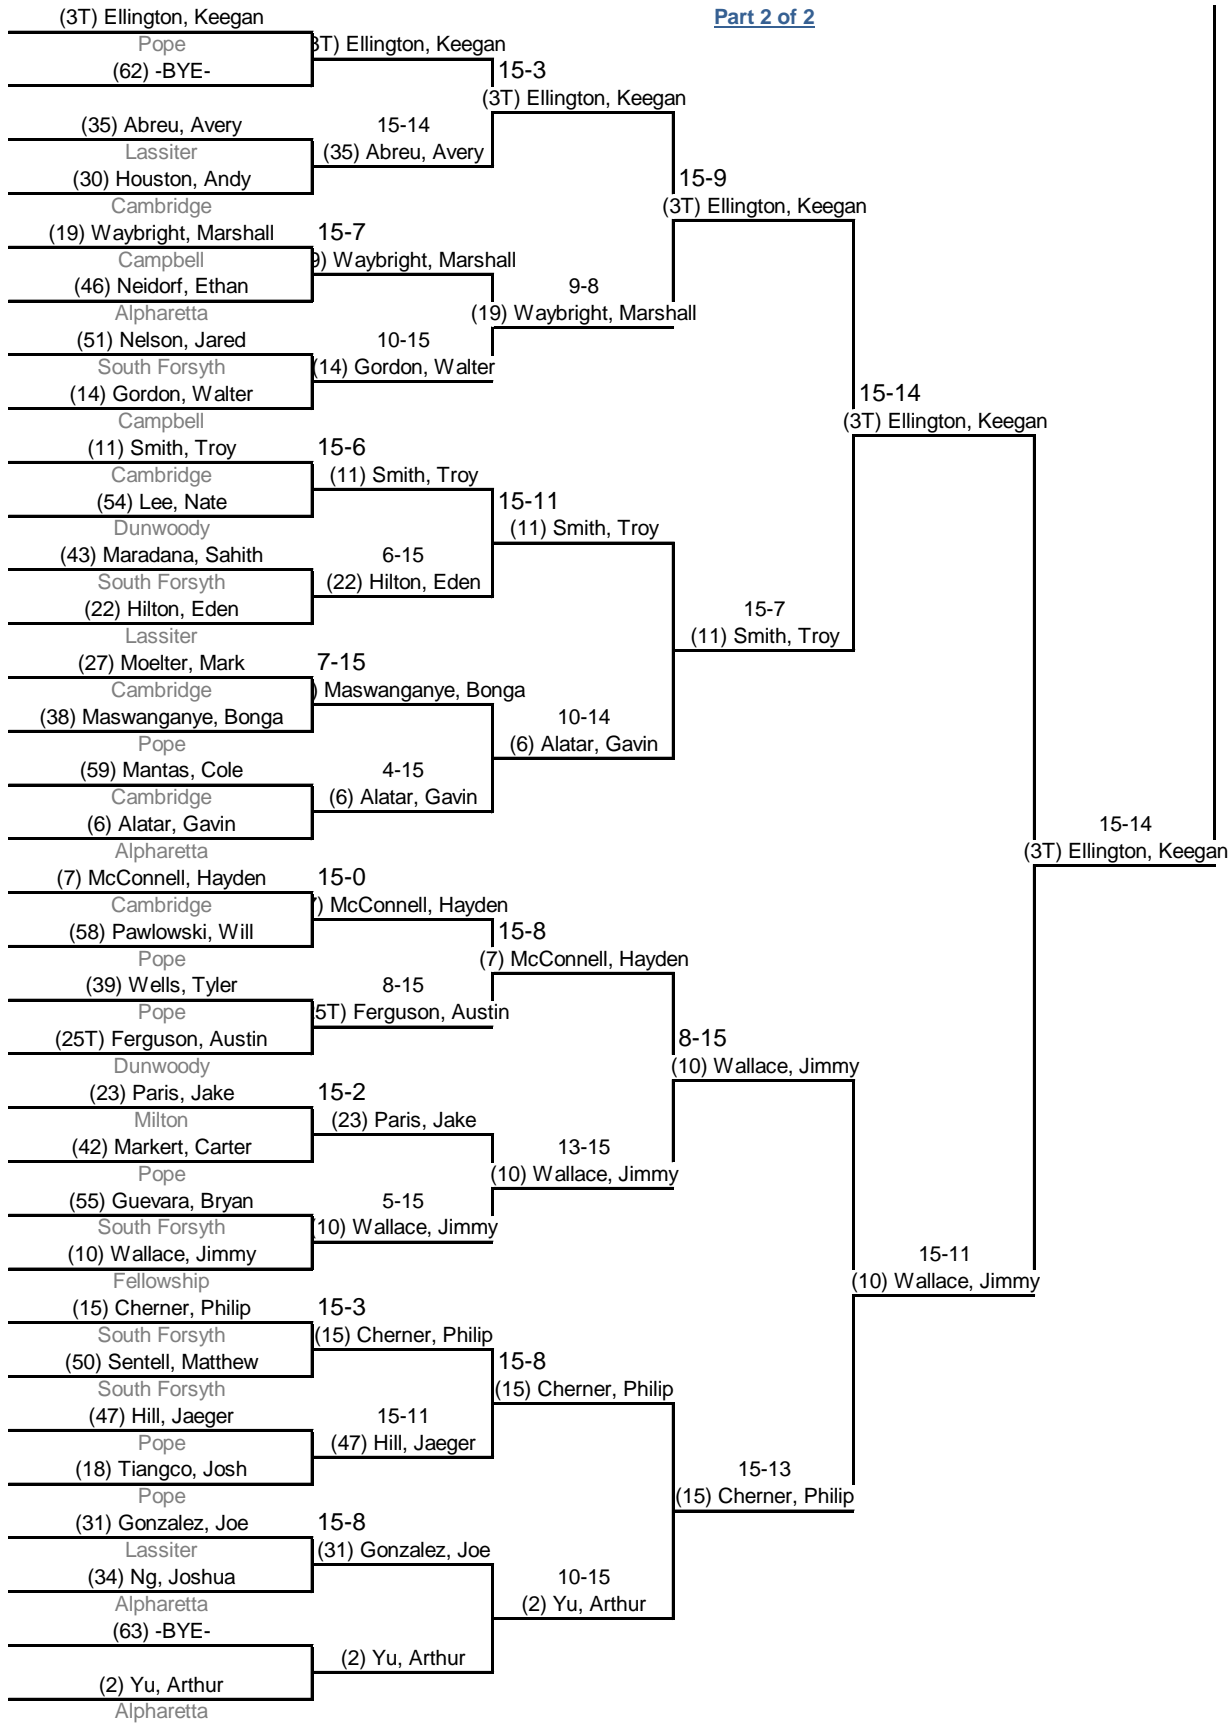 Part 2 of 2
(3T) Ellington, Keegan
Pope
(62) -BYE-
(35) Abreu, Avery
Lassiter
(30) Houston, Andy
Cambridge
(19) Waybright, Marshall
Campbell
(46) Neidorf, Ethan
Alpharetta
(51) Nelson, Jared
South Forsyth
(14) Gordon, Walter
Campbell
(11) Smith, Troy
Cambridge
(54) Lee, Nate
Dunwoody
(43) Maradana, Sahith
South Forsyth
(22) Hilton, Eden
Lassiter
(27) Moelter, Mark
Cambridge
(38) Maswanganye, Bonga
Pope
(59) Mantas, Cole
Cambridge
(6) Alatar, Gavin
Alpharetta
(7) McConnell, Hayden
Cambridge
(58) Pawlowski, Will
Pope
(39) Wells, Tyler
Pope
(25T) Ferguson, Austin
Dunwoody
(23) Paris, Jake
Milton
(42) Markert, Carter
Pope
(55) Guevara, Bryan
South Forsyth
(10) Wallace, Jimmy
Fellowship
(15) Cherner, Philip
South Forsyth
(50) Sentell, Matthew
South Forsyth
(47) Hill, Jaeger
Pope
(18) Tiangco, Josh
Pope
(31) Gonzalez, Joe
Lassiter
(34) Ng, Joshua
Alpharetta
(63) -BYE-
(2) Yu, Arthur
Alpharetta
3T) Ellington, Keegan
15-14
(35) Abreu, Avery
15-7
9) Waybright, Marshall
10-15
(14) Gordon, Walter
15-6
(11) Smith, Troy
6-15
(22) Hilton, Eden
7-15
) Maswanganye, Bonga
4-15
(6) Alatar, Gavin
15-0
7) McConnell, Hayden
8-15
5T) Ferguson, Austin
15-2
(23) Paris, Jake
5-15
(10) Wallace, Jimmy
15-3
(15) Cherner, Philip
15-11
(47) Hill, Jaeger
15-8
(31) Gonzalez, Joe
(2) Yu, Arthur
15-3
(3T) Ellington, Keegan
9-8
(19) Waybright, Marshall
15-11
(11) Smith, Troy
10-14
(6) Alatar, Gavin
15-8
(7) McConnell, Hayden
13-15
(10) Wallace, Jimmy
15-8
(15) Cherner, Philip
10-15
(2) Yu, Arthur
15-9
(3T) Ellington, Keegan
15-7
(11) Smith, Troy
8-15
(10) Wallace, Jimmy
15-13
(15) Cherner, Philip
15-14
(3T) Ellington, Keegan
15-11
(10) Wallace, Jimmy
15-14
(3T) Ellington, Keegan